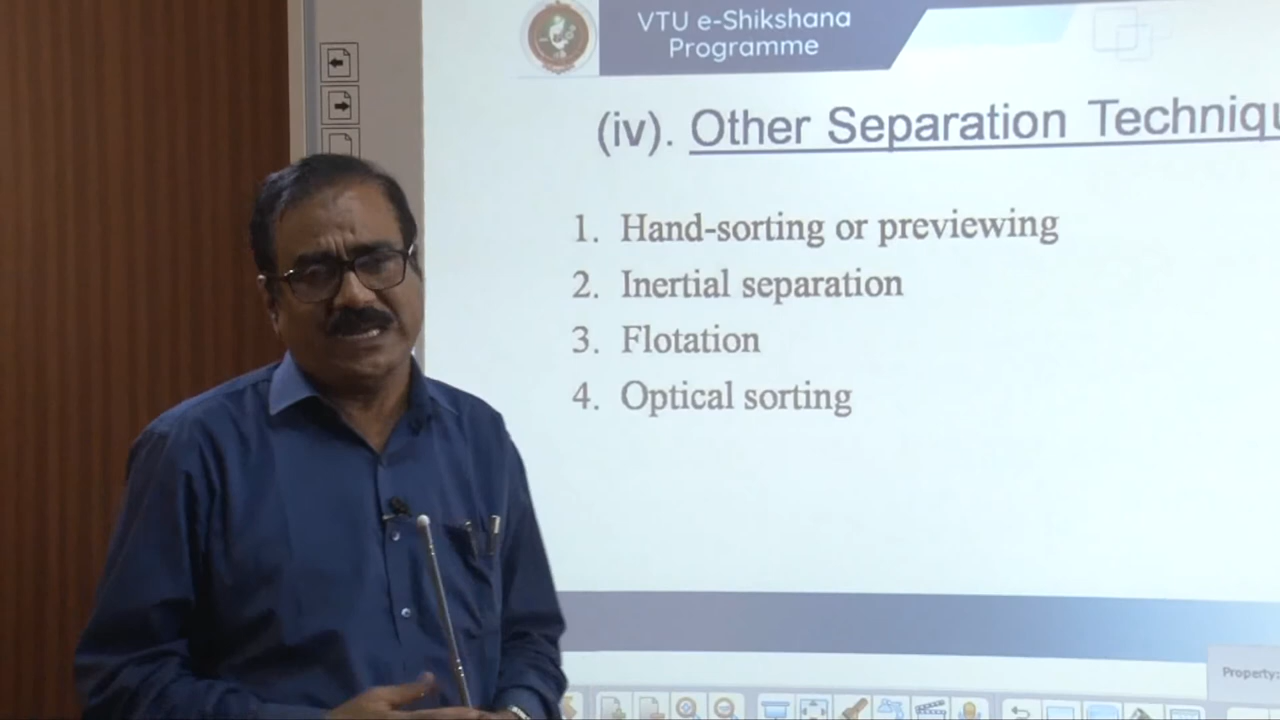 VTU e-Shikshana
Programme
(iv). Other Separation Techniqu
1. Hand-sorting or previewing
2. Inertial separation
3. Flotation
4. Optical sorting
Property: